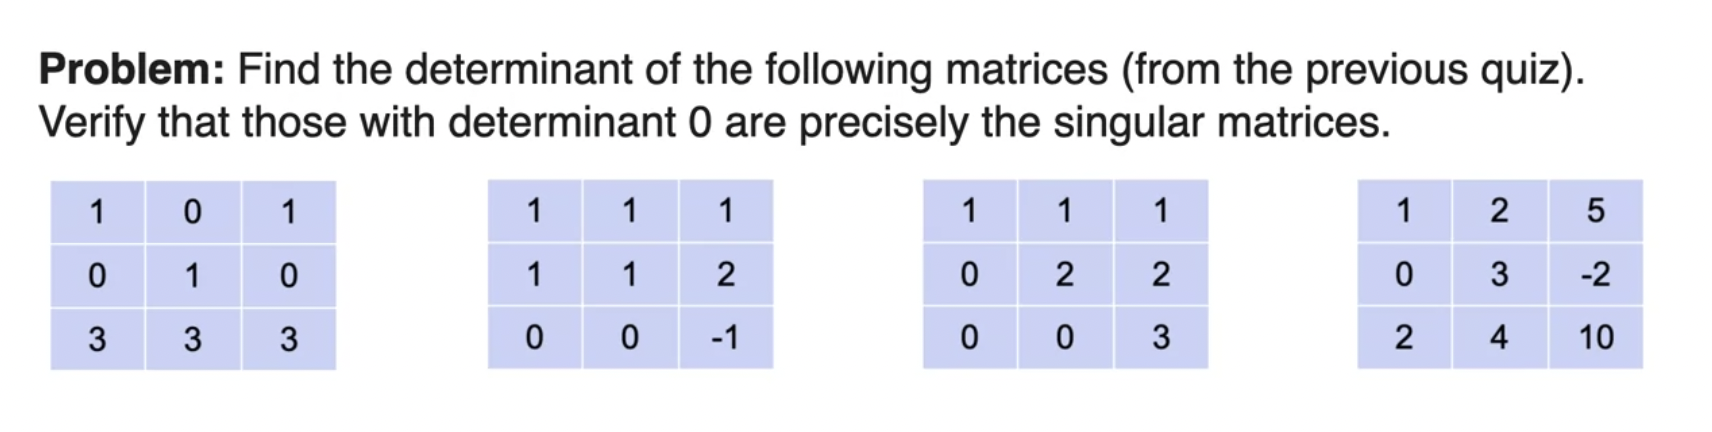 Problem: Find the determinant of the following matrices (from the previous quiz).
Verify that those with determinant 0 are precisely the singular matrices.
1 0 1
0 1 0
3 3 3
1 1 1
1 1 2
0 0 -1
1 1 1
0 2 2
0 0 3
1 2 5
0 3 -2
2 4 10